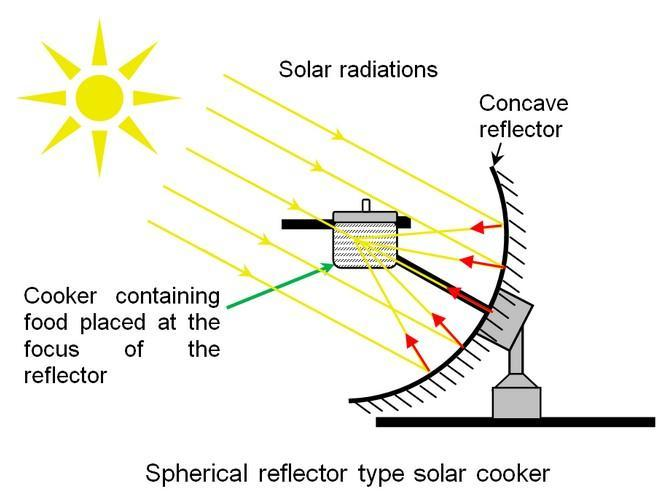 Solar radiations
Concave
reflector
Cooker containing
food placed at the
focus of the
reflector
Spherical reflector type solar cooker